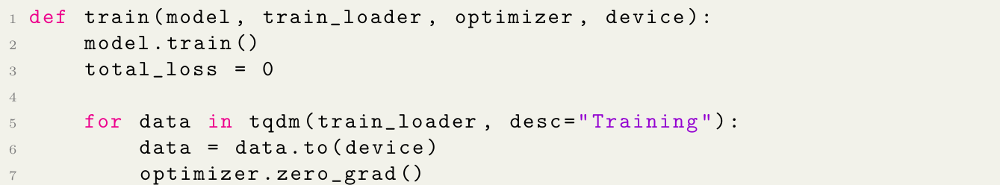 1 def train(model, train_loader, optimizer, device):
2     model.train()
3     total_loss = 0
4
5     for data in tqdm(train_loader, desc="Training"):
6         data = data.to(device)
7         optimizer.zero_grad()